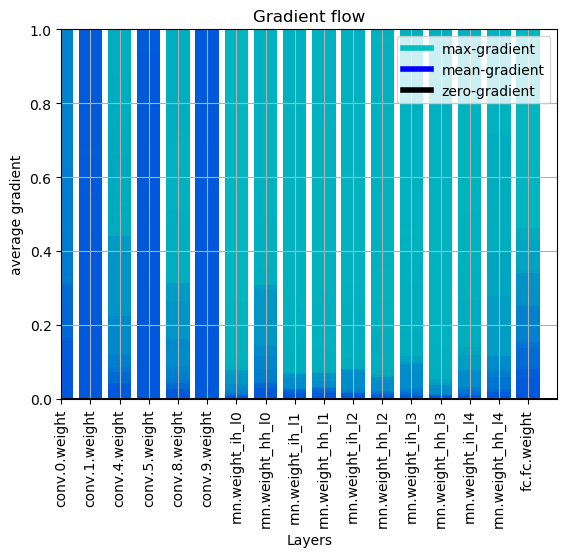 Gradient flow
max-gradient
mean-gradient
zero-gradient
1.0
0.8
0.6
0.4
0.2
0.0
average gradient
conv.0.weight
conv.1.weight
conv.4.weight
conv.5.weight
conv.8.weight
conv.9.weight
rnn.weight_ih_l0
rnn.weight_hh_l0
rnn.weight_ih_l1
rnn.weight_hh_l1
rnn.weight_ih_l2
rnn.weight_hh_l2
rnn.weight_ih_l3
rnn.weight_hh_l3
rnn.weight_ih_l4
rnn.weight_hh_l4
fc.fc.weight
Layers